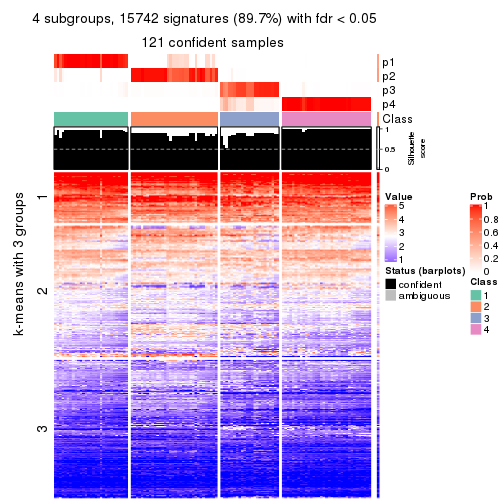 4 subgroups, 15742 signatures (89.7%) with fdr < 0.05
121 confident samples
p1
p2
p3
p4
Class
1
0.5
0
Silhouette
score
k-means with 3 groups
1
2
3
Value
5
4
3
2
1
Prob
1
0.8
0.6
0.4
0.2
0
Status (barplots)
confident
ambiguous
Class
1
2
3
4